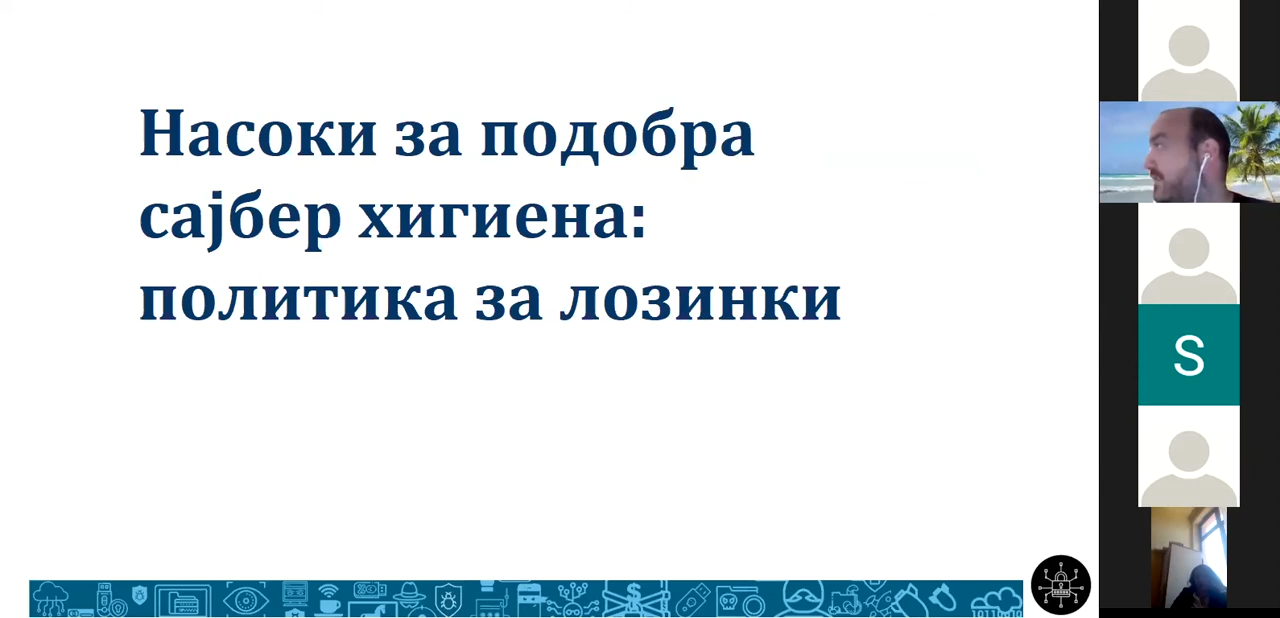 Насоки за подобра
сајбер хигиена:
политика за лозинки
S